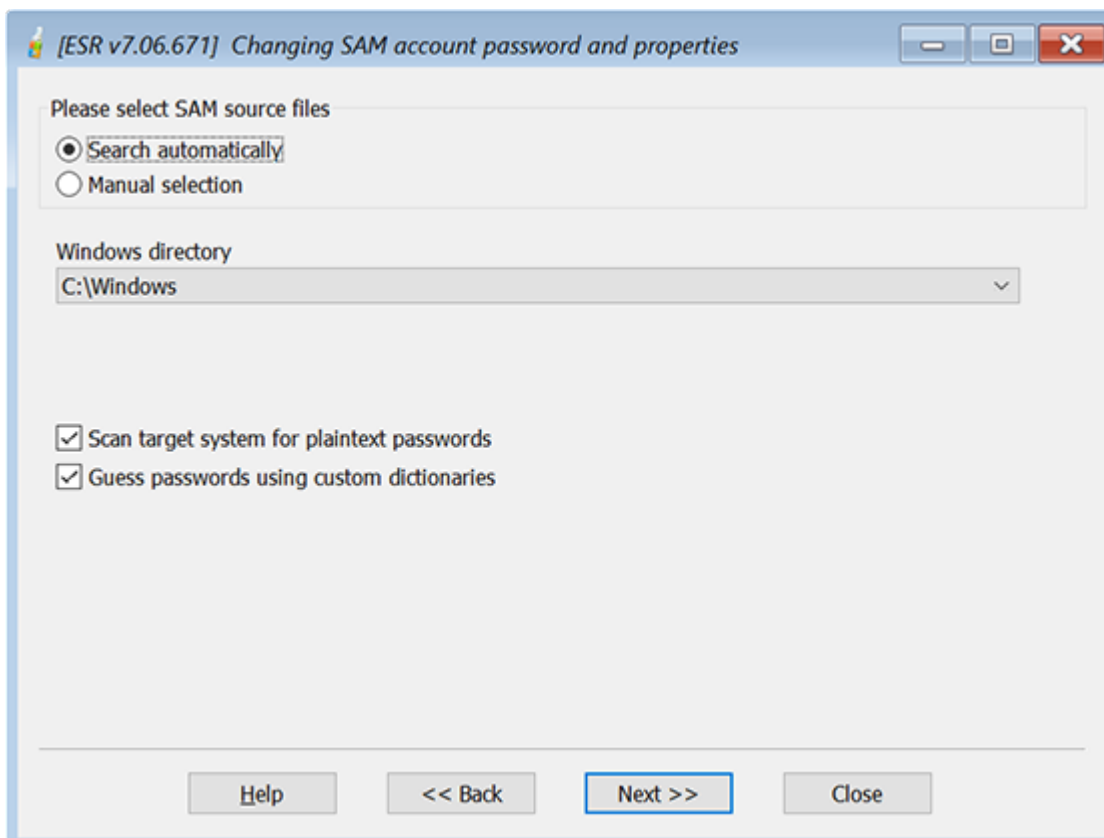 [ESR v7.06.671] Changing SAM account password and properties
Please select SAM source files
Search automatically
Manual selection
Windows directory
C:\Windows
Scan target system for plaintext passwords
Guess passwords using custom dictionaries
Help
<< Back
Next >>
Close